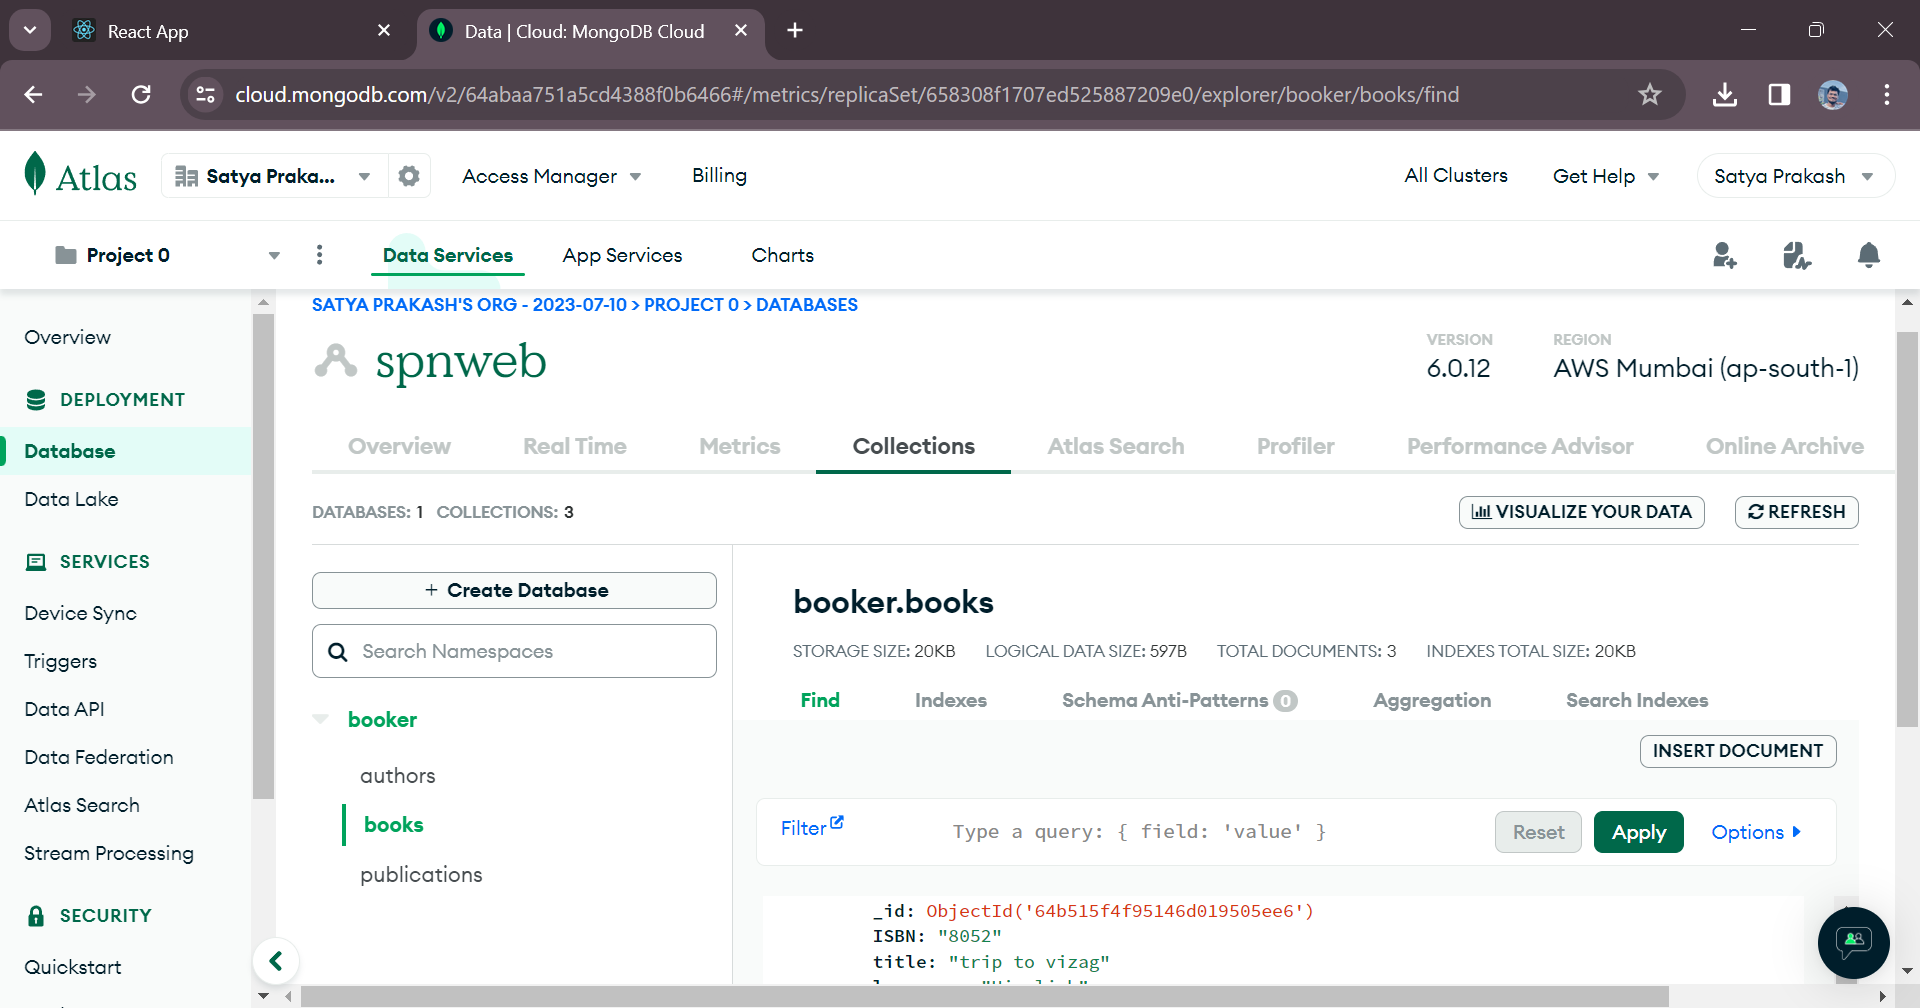 React App
Data | Cloud: MongoDB Cloud
cloud.mongodb.com/v2/64abaa751a5cd4388f0b6466#/metrics/replicaSet/658308f1707ed525887209e0/explorer/booker/books/find
Atlas
Satya Praka...
Access Manager
Billing
All Clusters
Get Help
Satya Prakash
Project 0
Data Services
App Services
Charts
Overview
DEPLOYMENT
Database
Data Lake
SERVICES
Device Sync
Triggers
Data API
Data Federation
Atlas Search
Stream Processing
SECURITY
Quickstart
SATYA PRAKASH'S ORG - 2023-07-10 > PROJECT 0 > DATABASES
spnweb
VERSION
6.0.12
REGION
AWS Mumbai (ap-south-1)
Overview
Real Time
Metrics
Collections
Atlas Search
Profiler
Performance Advisor
Online Archive
DATABASES: 1 COLLECTIONS: 3
VISUALIZE YOUR DATA
REFRESH
+ Create Database
Search Namespaces
booker
authors
books
publications
booker.books
STORAGE SIZE: 20KB LOGICAL DATA SIZE: 597B TOTAL DOCUMENTS: 3 INDEXES TOTAL SIZE: 20KB
Find
Indexes
Schema Anti-Patterns 0
Aggregation
Search Indexes
INSERT DOCUMENT
Filter
Type a query: { field: 'value' }
Reset
Apply
Options
_id: ObjectId('64b515f4f95146d019505ee6')
ISBN: "8052"
title: "trip to vizag"